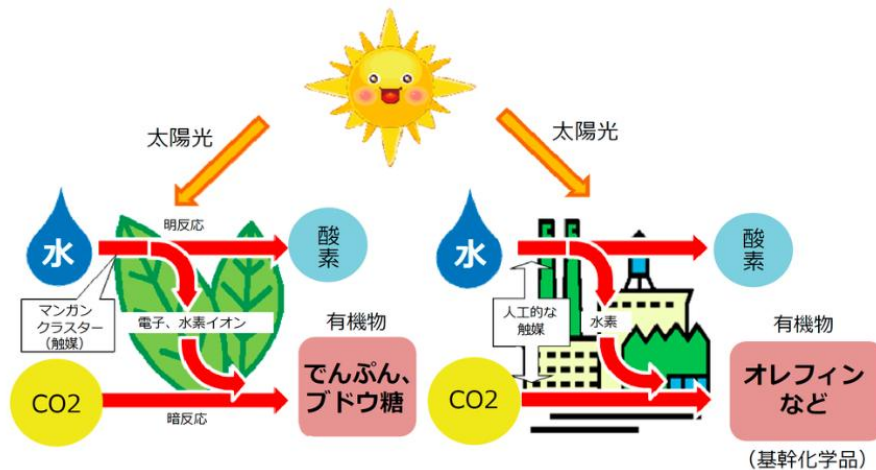 太陽光
水
明反応
酸素
マンガン
クラスター
（触媒）
電子、水素イオン
有機物
でんぷん、
ブドウ糖
CO2
暗反応
太陽光
水
酸素
人工的な
触媒
水素
有機物
オレフィン
など
CO2
（基幹化学品）